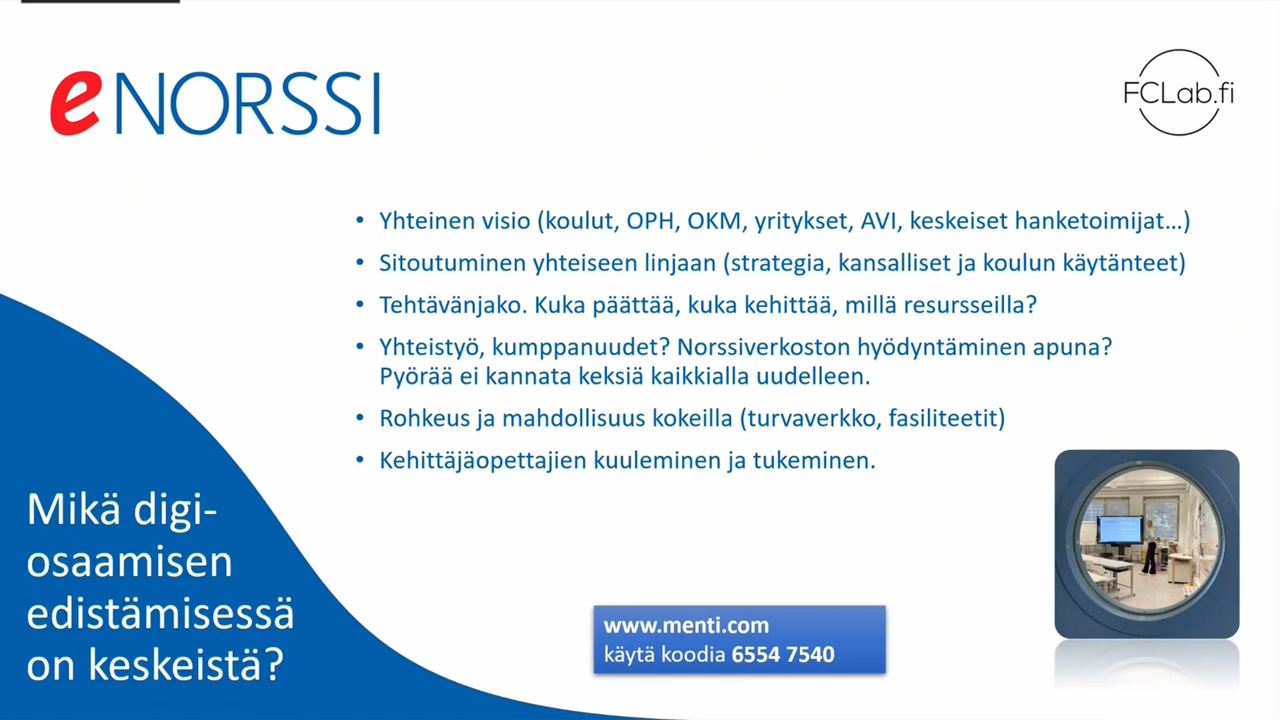 eNORSSI
FCLab.fi
• Yhteinen visio (koulut, OPH, OKM, yritykset, AVI, keskeiset hanketoimijat…)
• Sitoutuminen yhteiseen linjaan (strategia, kansalliset ja koulun käytänteet)
• Tehtävänjako. Kuka päättää, kuka kehittää, millä resursseilla?
• Yhteistyö, kumppanuudet? Norssiverkoston hyödyntäminen apuna?
Pyörää ei kannata keksiä kaikkialla uudelleen.
• Rohkeus ja mahdollisuus kokeilla (turvaverkko, fasiliteetit)
• Kehittäjäopettajien kuuleminen ja tukeminen.
Mikä digi-
osaamisen
edistämisessä
on keskeistä?
www.menti.com
käytä koodia 6554 7540